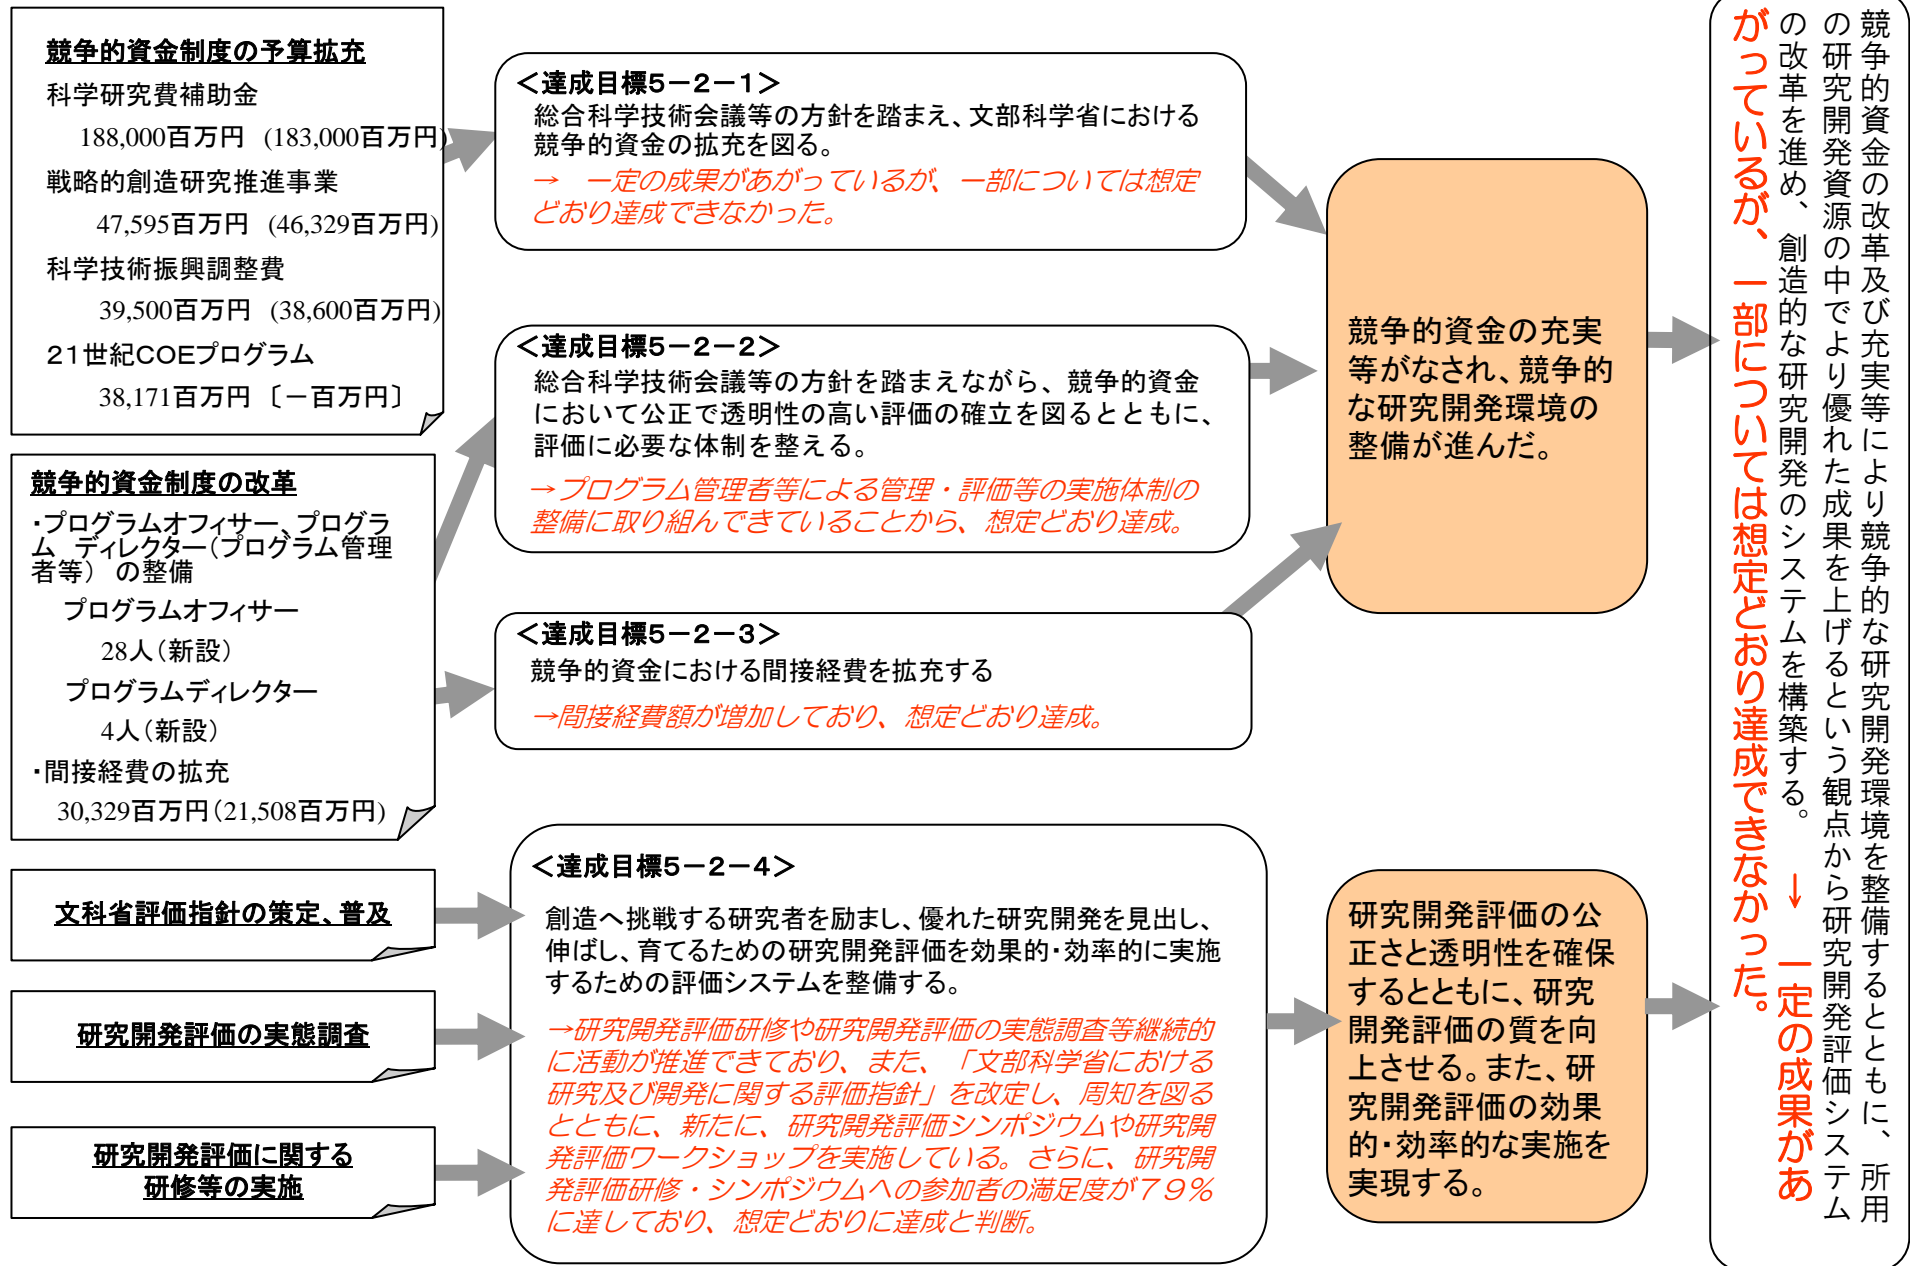 競争的資金制度の予算拡充
科学研究費補助金
188,000百万円 (183,000百万円)
戦略的創造研究推進事業
47,595百万円 (46,329百万円)
科学技術振興調整費
39,500百万円 (38,600百万円)
21世紀COEプログラム
38,171百万円〔-百万円〕
競争的資金制度の改革
・プログラムオフィサー、プログラ
ム ディレクター(プログラム管理
者等) の整備
プログラムオフィサー
28人(新設)
プログラムディレクター
4人(新設)
・間接経費の拡充
30,329百万円(21,508百万円)
文科省評価指針の策定、普及
研究開発評価の実態調査
研究開発評価に関する
研修等の実施
<達成目標5-2-1>
総合科学技術会議等の方針を踏まえ、文部科学省における
競争的資金の拡充を図る。
→ 一定の成果があがっているが、一部については想定
どおり達成できなかった。
<達成目標5-2-2>
総合科学技術会議等の方針を踏まえながら、競争的資金
において公正で透明性の高い評価の確立を図るとともに、
評価に必要な体制を整える。
→プログラム管理者等による管理・評価等の実施体制の
整備に取り組んできていることから、想定どおり達成。
<達成目標5-2-3>
競争的資金における間接経費を拡充する
→間接経費額が増加しており、想定どおり達成。
<達成目標5-2-4>
創造へ挑戦する研究者を励まし、優れた研究開発を見出し、
伸ばし、育てるための研究開発評価を効果的・効率的に実施
するための評価システムを整備する。
→研究開発評価研修や研究開発評価の実態調査等継続的
に活動が推進できており、また、「文部科学省における
研究及び開発に関する評価指針」を改定し、周知を図る
とともに、新たに、研究開発評価シンポジウムや研究開
発評価ワークショップを実施している。さらに、研究開
発評価研修・シンポジウムへの参加者の満足度が79%
に達しており、想定どおりに達成と判断。
競争的資金の充実
等がなされ、競争的
な研究開発環境の
整備が進んだ。
研究開発評価の公
正さと透明性を確保
するとともに、研究
開発評価の質を向
上させる。また、研
究開発評価の効果
的・効率的な実施を
実現する。
競争的資金の改革及び充実等により競争的な研究開発環境を整備するとともに、所用
の研究開発資源の中でより優れた成果を上げるという観点から研究開発評価システム
の改革を進め、創造的な研究開発のシステムを構築する。 → 一定の成果があ
がっているが、一部については想定どおり達成できなかった。